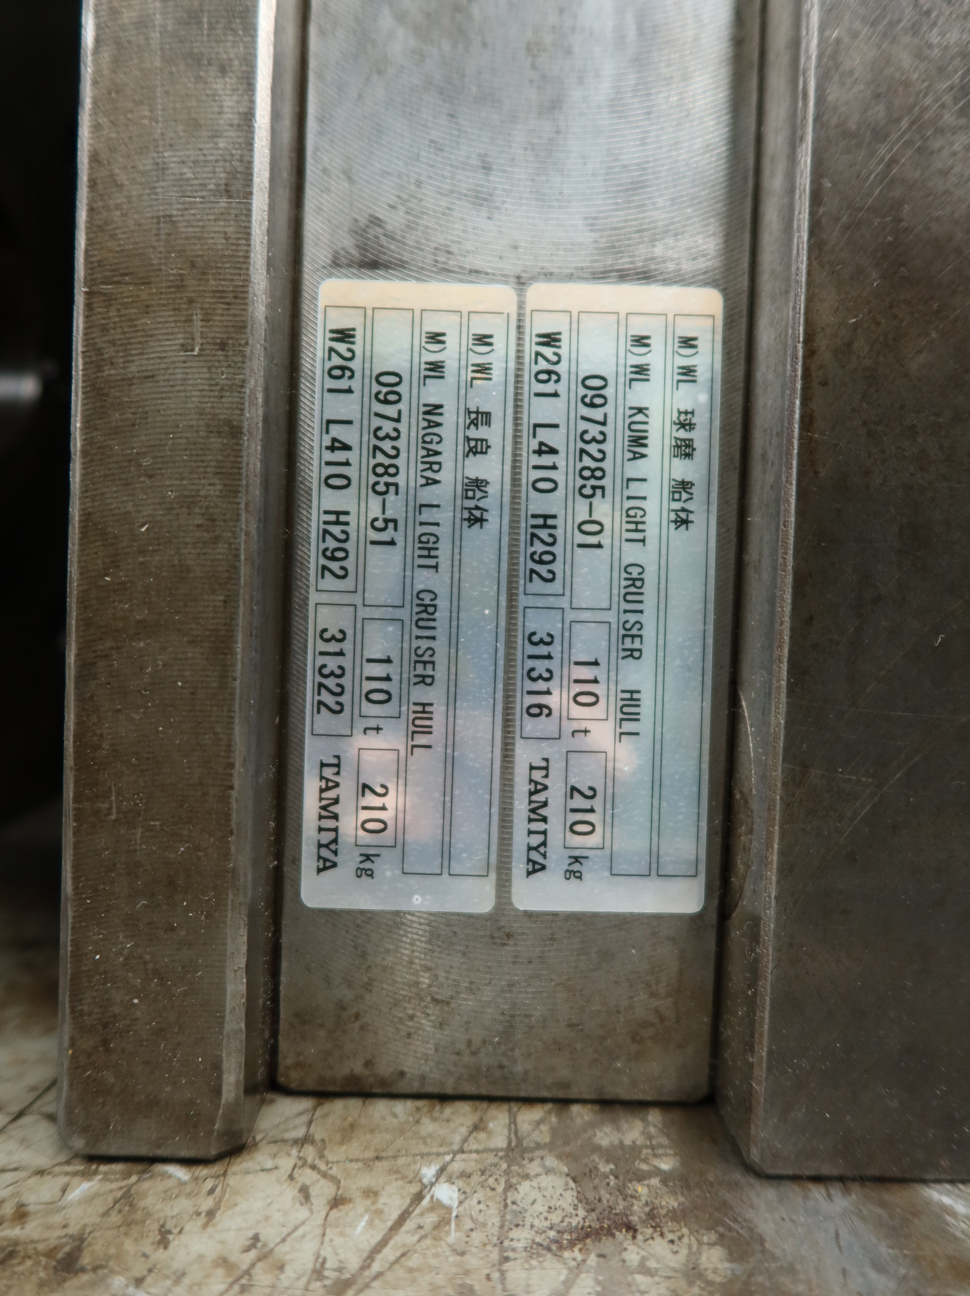 M)WL 球磨 船体
M)WL KUMA LIGHT CRUISER HULL
0973285-01 110 t 210 kg
W261 L410 H292 31316 TAMIYA
M)WL 長良 船体
M)WL NAGARA LIGHT CRUISER HULL
0973285-51 110 t 210 kg
W261 L410 H292 31322 TAMIYA